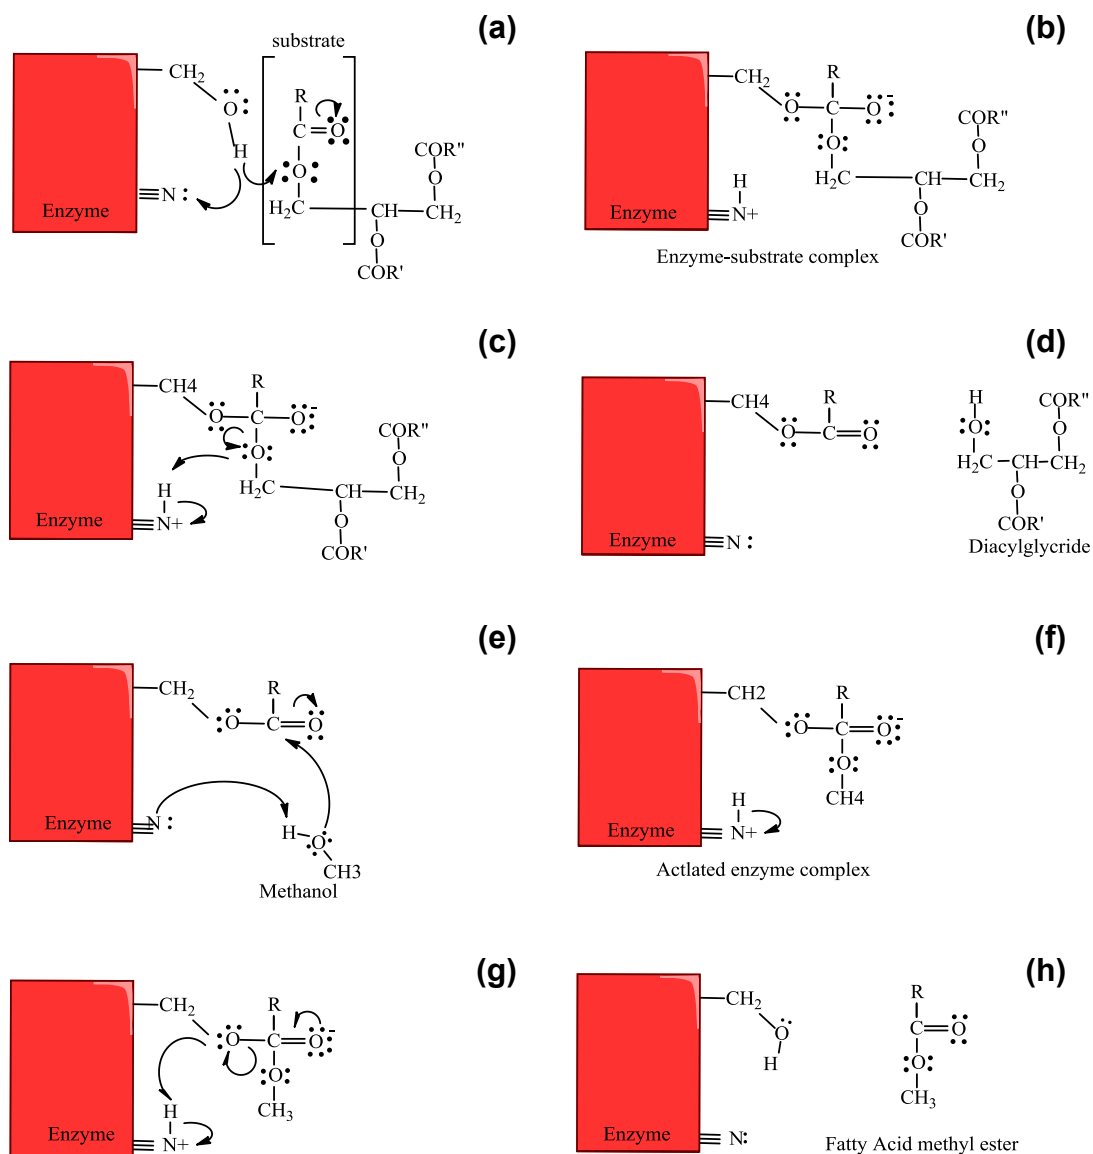 (a)
substrate
CH2
O
H
R
C=O
O
H2C
CH
CH2
O
COR"
O
COR'
≡N:
Enzyme
(b)
CH2
R
O—C—O-
O
H2C
CH
CH2
COR"
O
O
COR'
H
≡N+
Enzyme
Enzyme-substrate complex
(c)
CH4
R
O—C—O-
O
H2C
CH
CH2
COR"
O
O
COR'
H
≡N+
Enzyme
(d)
CH4
R
O—C=O
≡N:
Enzyme
H
O
H2C—CH—CH2
COR"
O
O
COR'
Diacylglycride
(e)
CH2
R
O—C=O
≡N:
Enzyme
H
O
CH3
Methanol
(f)
CH2
R
O—C=O-
O
CH4
H
≡N+
Enzyme
Actlated enzyme complex
(g)
CH2
R
O—C=O-
O
CH3
H
≡N+
Enzyme
(h)
CH2
O
H
R
C=O
O
CH3
≡N:
Enzyme
Fatty Acid methyl ester